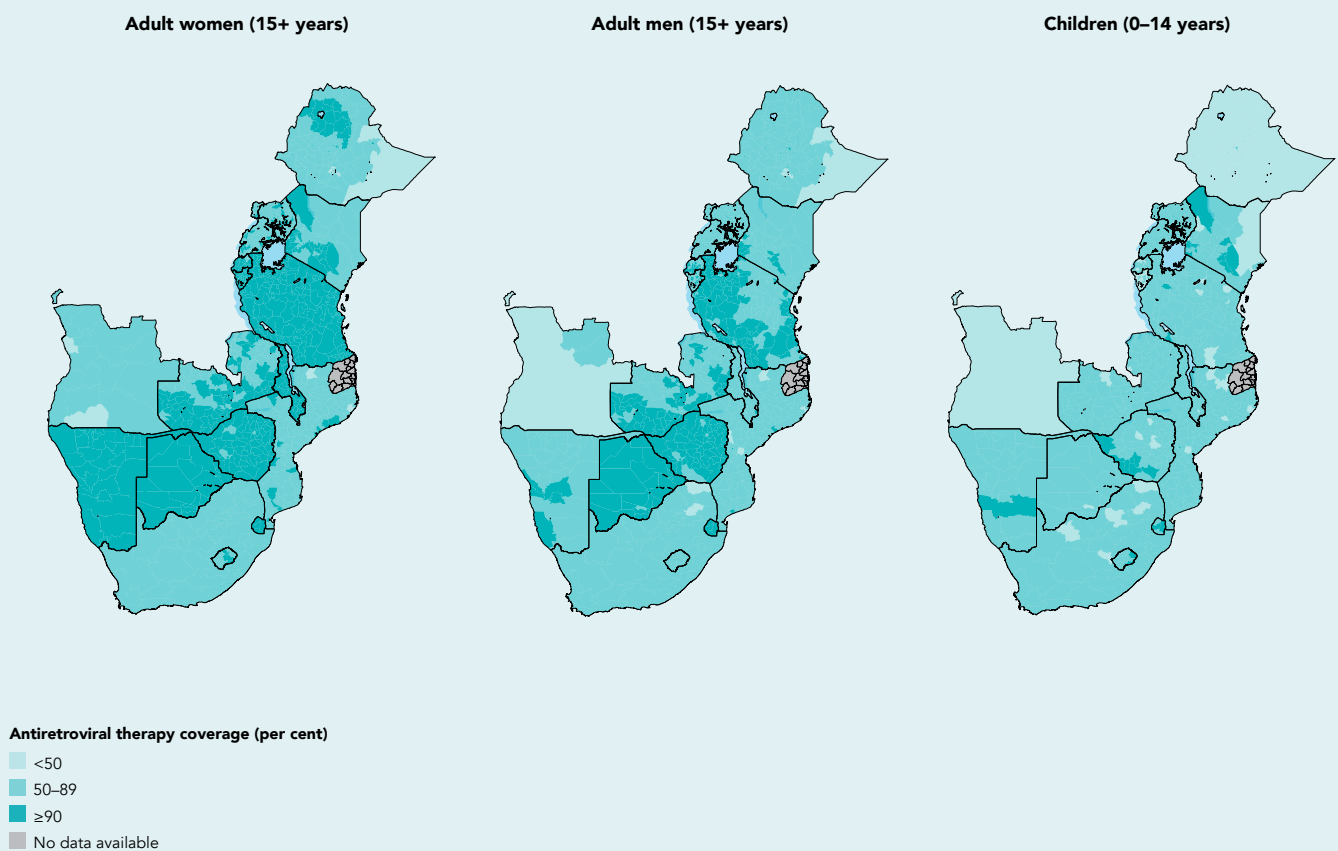 Adult women (15+ years)
Adult men (15+ years)
Children (0–14 years)
Antiretroviral therapy coverage (per cent)
<50
50–89
≥90
No data available